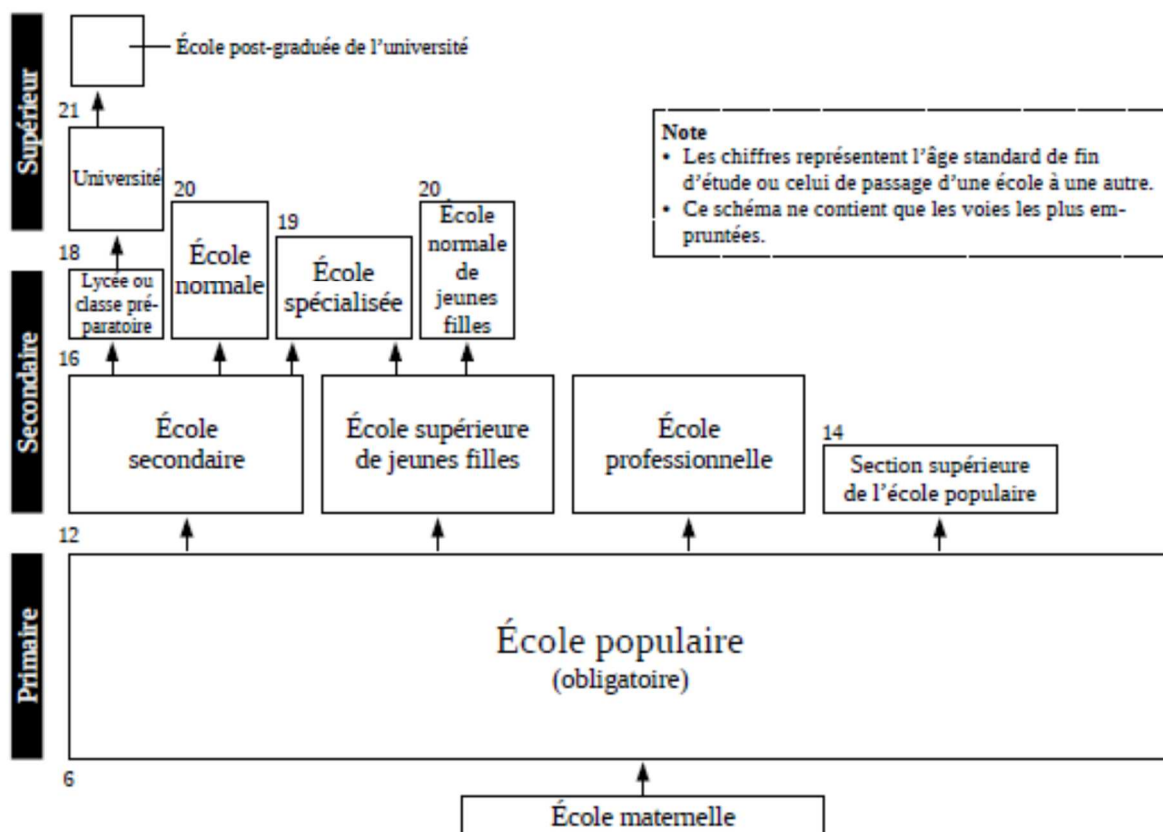 Supérieur
École post-graduée de l’université
21
Université
Note
• Les chiffres représentent l’âge standard de fin
d’étude ou celui de passage d’une école à une autre.
• Ce schéma ne contient que les voies les plus em-
pruntées.
20
École
normale
19
École
spécialisée
20
École
normale
de
jeunes
filles
Secondaire
18
Lycée ou
classe pré-
paratoire
16
École
secondaire
École supérieure
de jeunes filles
École
professionnelle
14
Section supérieure
de l’école populaire
12
Primaire
École populaire
(obligatoire)
6
École maternelle